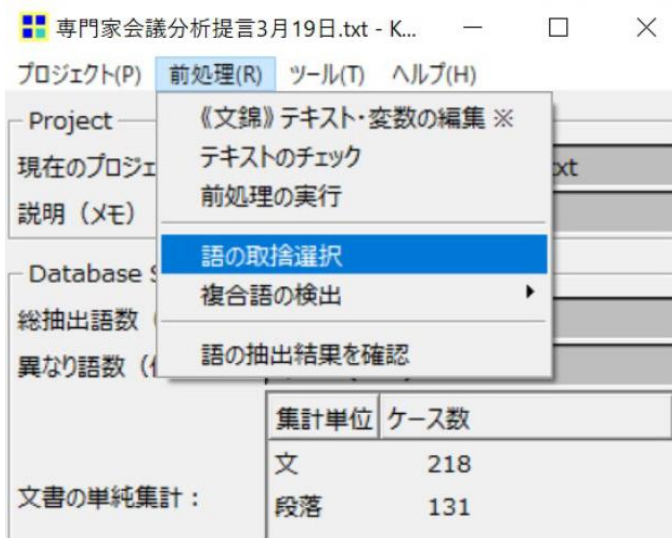 専門家会議分析提言3月19日.txt - K...
プロジェクト(P) 前処理(R) ツール(T) ヘルプ(H)
《文錦》テキスト・変数の編集 ※
テキストのチェック
前処理の実行
語の取捨選択
複合語の検出
語の抽出結果を確認
Project
現在のプロジェ
xt
説明（メモ）
Database S
総抽出語数（
異なり語数（
集計単位 ケース数
文 218
文書の単純集計：
段落 131